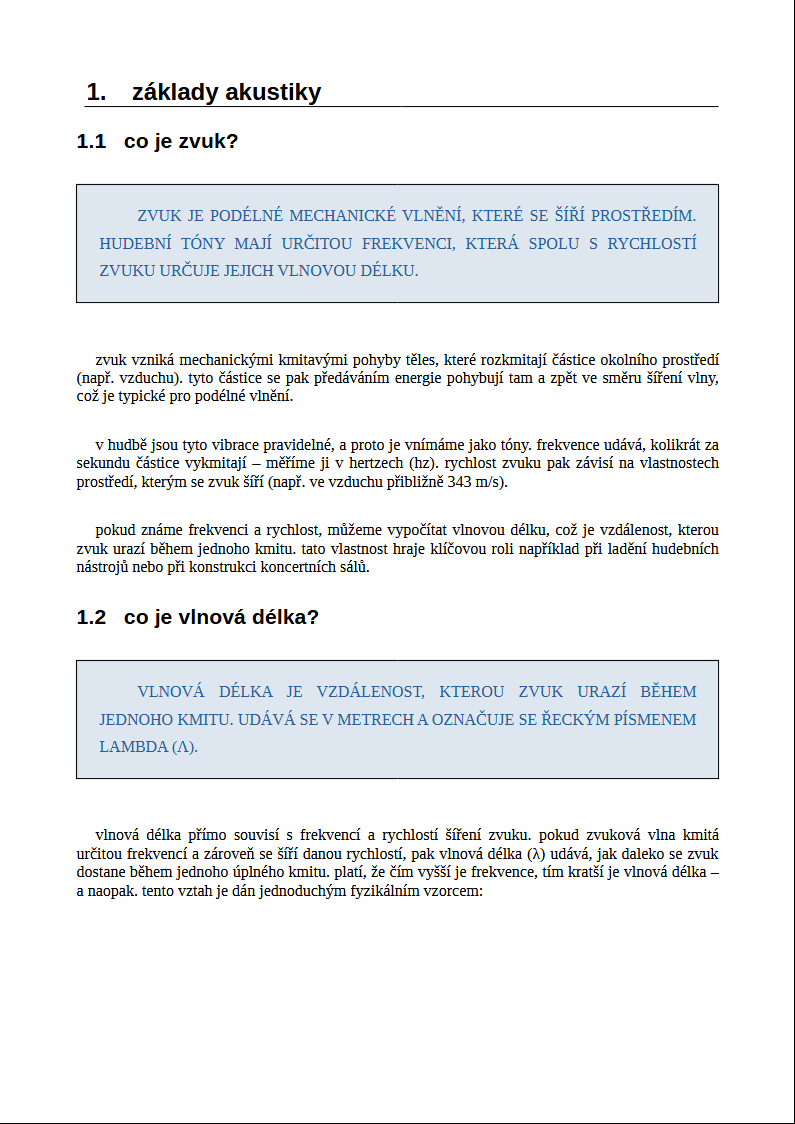 1. základy akustiky
1.1 co je zvuk?
ZVUK JE PODÉLNÉ MECHANICKÉ VLNĚNÍ, KTERÉ SE ŠÍŘÍ PROSTŘEDÍM.
HUDEBNÍ TÓNY MAJÍ URČITOU FREKVENCI, KTERÁ SPOLU S RYCHLOSTÍ
ZVUKU URČUJE JEJICH VLNOVOU DÉLKU.
zvuk vzniká mechanickými kmitavými pohyby těles, které rozkmitají částice okolního prostředí
(např. vzduchu). tyto částice se pak předáváním energie pohybují tam a zpět ve směru šíření vlny,
což je typické pro podélné vlnění.
v hudbě jsou tyto vibrace pravidelné, a proto je vnímáme jako tóny. frekvence udává, kolikrát za
sekundu částice vykmitají – měříme ji v hertzech (hz). rychlost zvuku pak závisí na vlastnostech
prostředí, kterým se zvuk šíří (např. ve vzduchu přibližně 343 m/s).
pokud známe frekvenci a rychlost, můžeme vypočítat vlnovou délku, což je vzdálenost, kterou
zvuk urazí během jednoho kmitu. tato vlastnost hraje klíčovou roli například při ladění hudebních
nástrojů nebo při konstrukci koncertních sálů.
1.2 co je vlnová délka?
VLNOVÁ DÉLKA JE VZDÁLENOST, KTEROU ZVUK URAZÍ BĚHEM
JEDNOHO KMITU. UDÁVÁ SE V METRECH A OZNAČUJE SE ŘECKÝM PÍSMENEM
LAMBDA (Λ).
vlnová délka přímo souvisí s frekvencí a rychlostí šíření zvuku. pokud zvuková vlna kmitá
určitou frekvencí a zároveň se šíří danou rychlostí, pak vlnová délka (λ) udává, jak daleko se zvuk
dostane během jednoho úplného kmitu. platí, že čím vyšší je frekvence, tím kratší je vlnová délka –
a naopak. tento vztah je dán jednoduchým fyzikálním vzorcem: